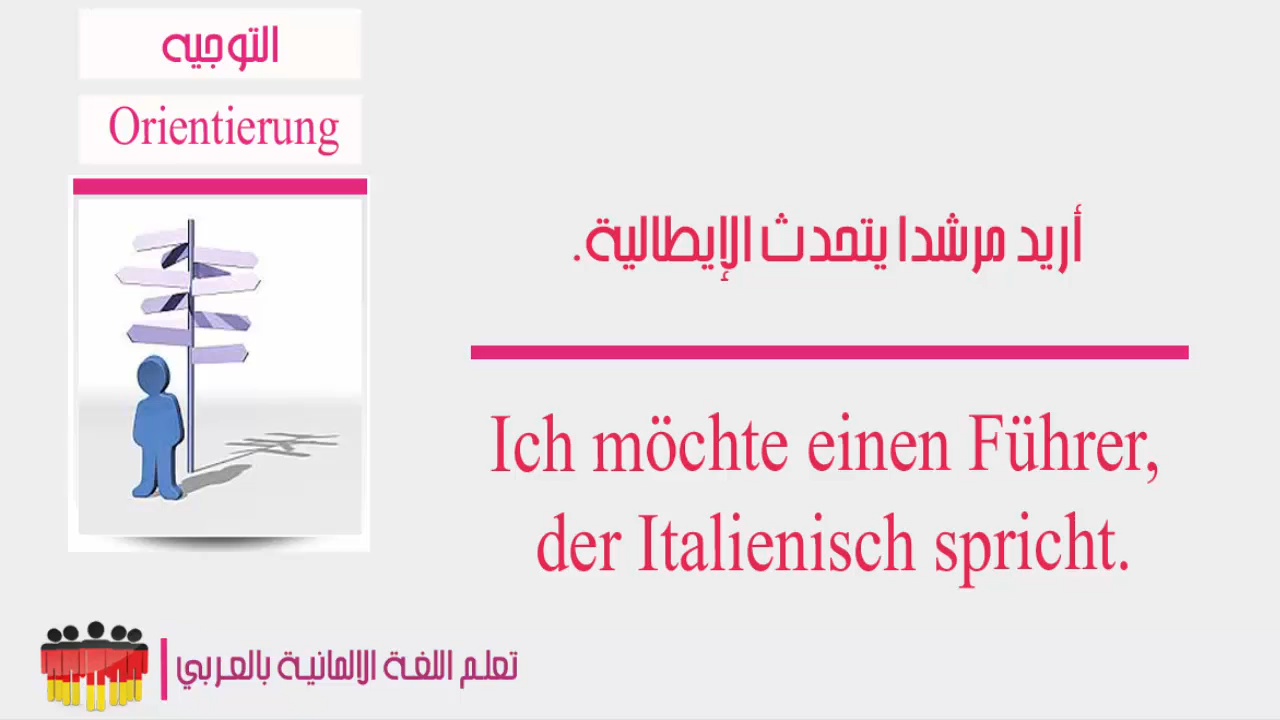 التوجيه
Orientierung
أريد مرشدا يتحدث الإيطالية.
Ich möchte einen Führer,
der Italienisch spricht.
تعلم اللغة الالمانية بالعربي